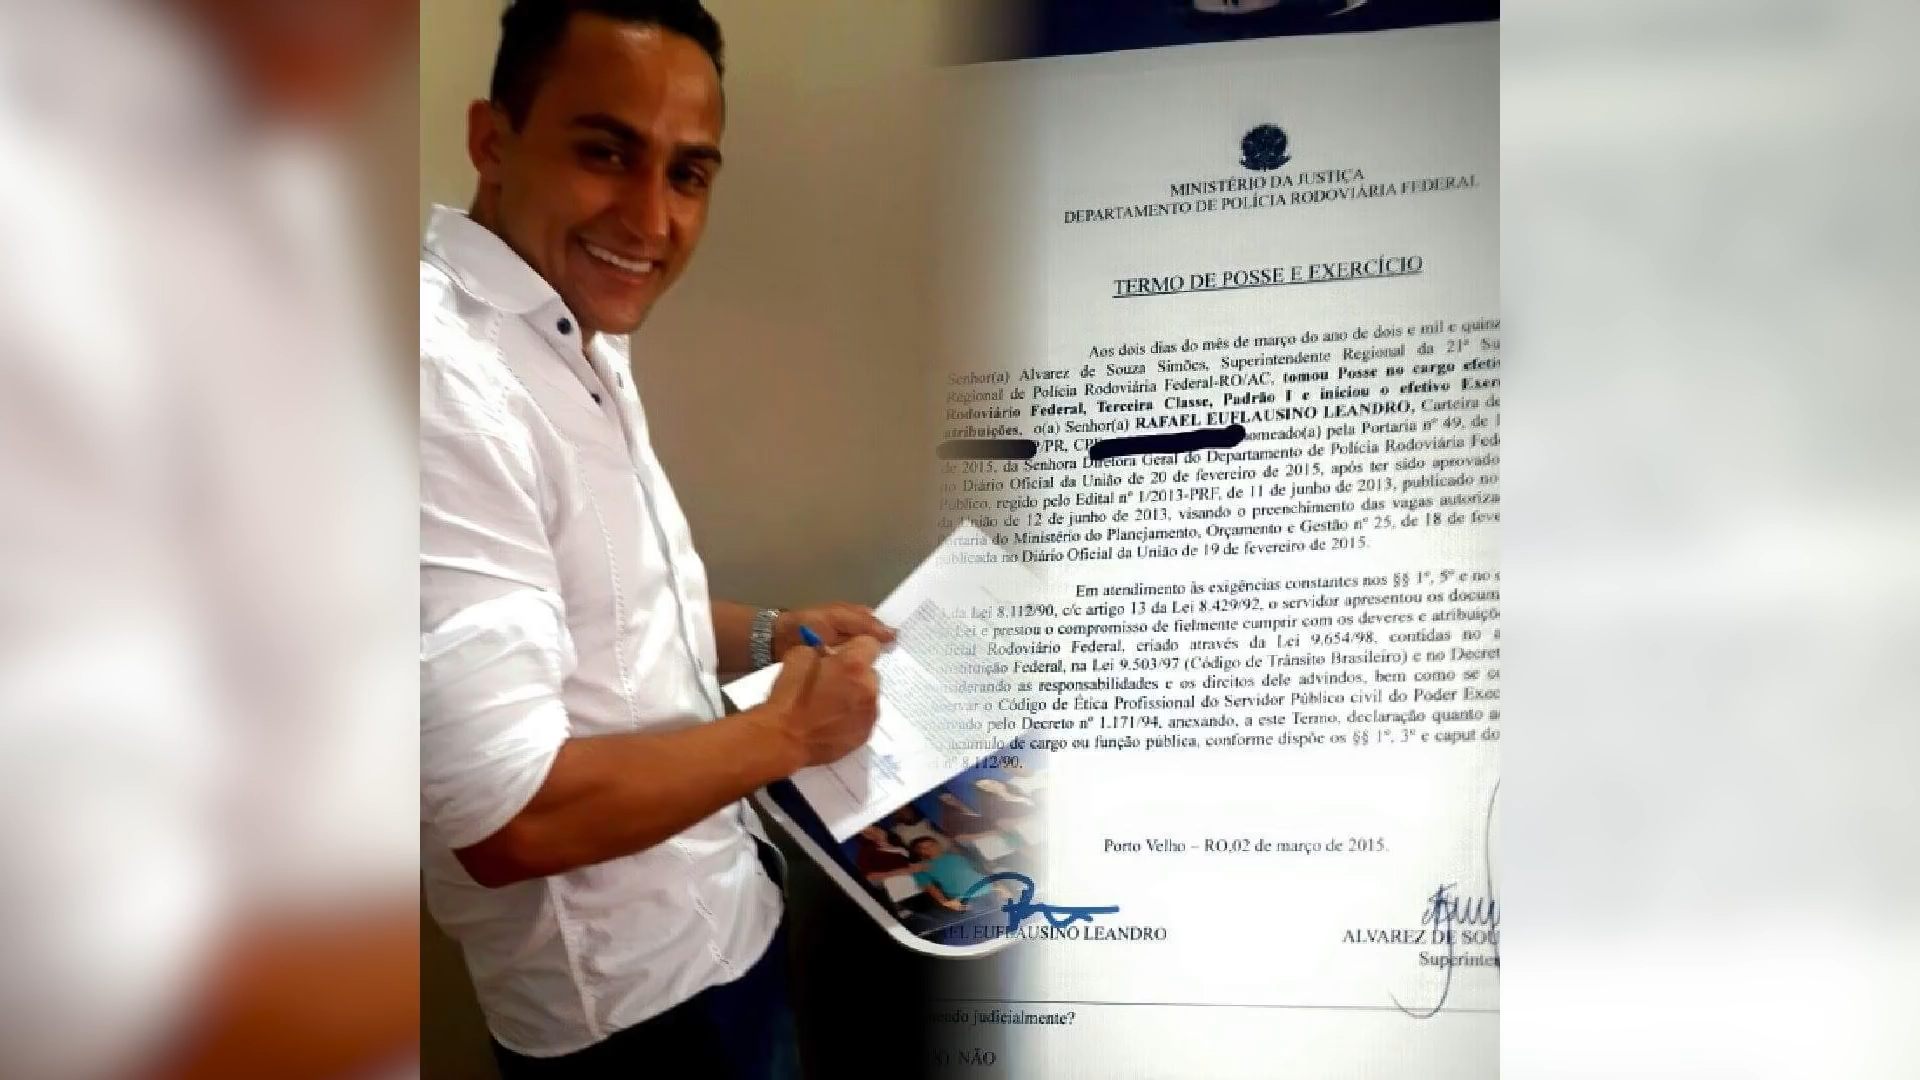 MINISTÉRIO DA JUSTIÇA
DEPARTAMENTO DE POLÍCIA RODOVIÁRIA FEDERAL
TERMO DE POSSE E EXERCÍCIO
Aos dois dias do mês de março do ano de dois e mil e quinz
Senhor(a) Alvarez de Souza Simões, Superintendente Regional da 21ª Su
Regional de Polícia Rodoviária Federal-RO/AC, tomou Posse no cargo efeti
Rodoviário Federal, Terceira Classe, Padrão I e iniciou o efetivo Exer
atribuições, o(a) Senhor(a) RAFAEL EUFLAUSINO LEANDRO, Carteira de
/PR, CP omeado(a) pela Portaria nº 49, de 1
de 2015, da Senhora Diretora Geral do Departamento de Polícia Rodoviária Fed
no Diário Oficial da União de 20 de fevereiro de 2015, após ter sido aprovado
Público, regido pelo Edital nº 1/2013-PRF, de 11 de junho de 2013, publicado no
da União de 12 de junho de 2013, visando o preenchimento das vagas autoriza
rtaria do Ministério do Planejamento, Orçamento e Gestão nº 25, de 18 de feve
ublicada no Diário Oficial da União de 19 de fevereiro de 2015.
Em atendimento às exigências constantes nos §§ 1º, 5º e no
da Lei 8.112/90, c/c artigo 13 da Lei 8.429/92, o servidor apresentou os docum
Lei e prestou o compromisso de fielmente cumprir com os deveres e atribuiçõ
Rodoviário Federal, criado através da Lei 9.654/98, contidas no a
nstituição Federal, na Lei 9.503/97 (Código de Trânsito Brasileiro) e no Decret
nsiderando as responsabilidades e os direitos dele advindos, bem como se
ervar o Código de Ética Profissional do Servidor Público civil do Poder Exec
vado pelo Decreto nº 1.171/94, anexando, a este Termo, declaração quanto a
acúmulo de cargo ou função pública, conforme dispõe os §§ 1º, 3º e caput do
nº 8.112/90.
Porto Velho – RO,02 de março de 2015.
AEL EUFLAUSINO LEANDRO ALVAREZ DE SOU
Superinte
judicialmente?
NÃO